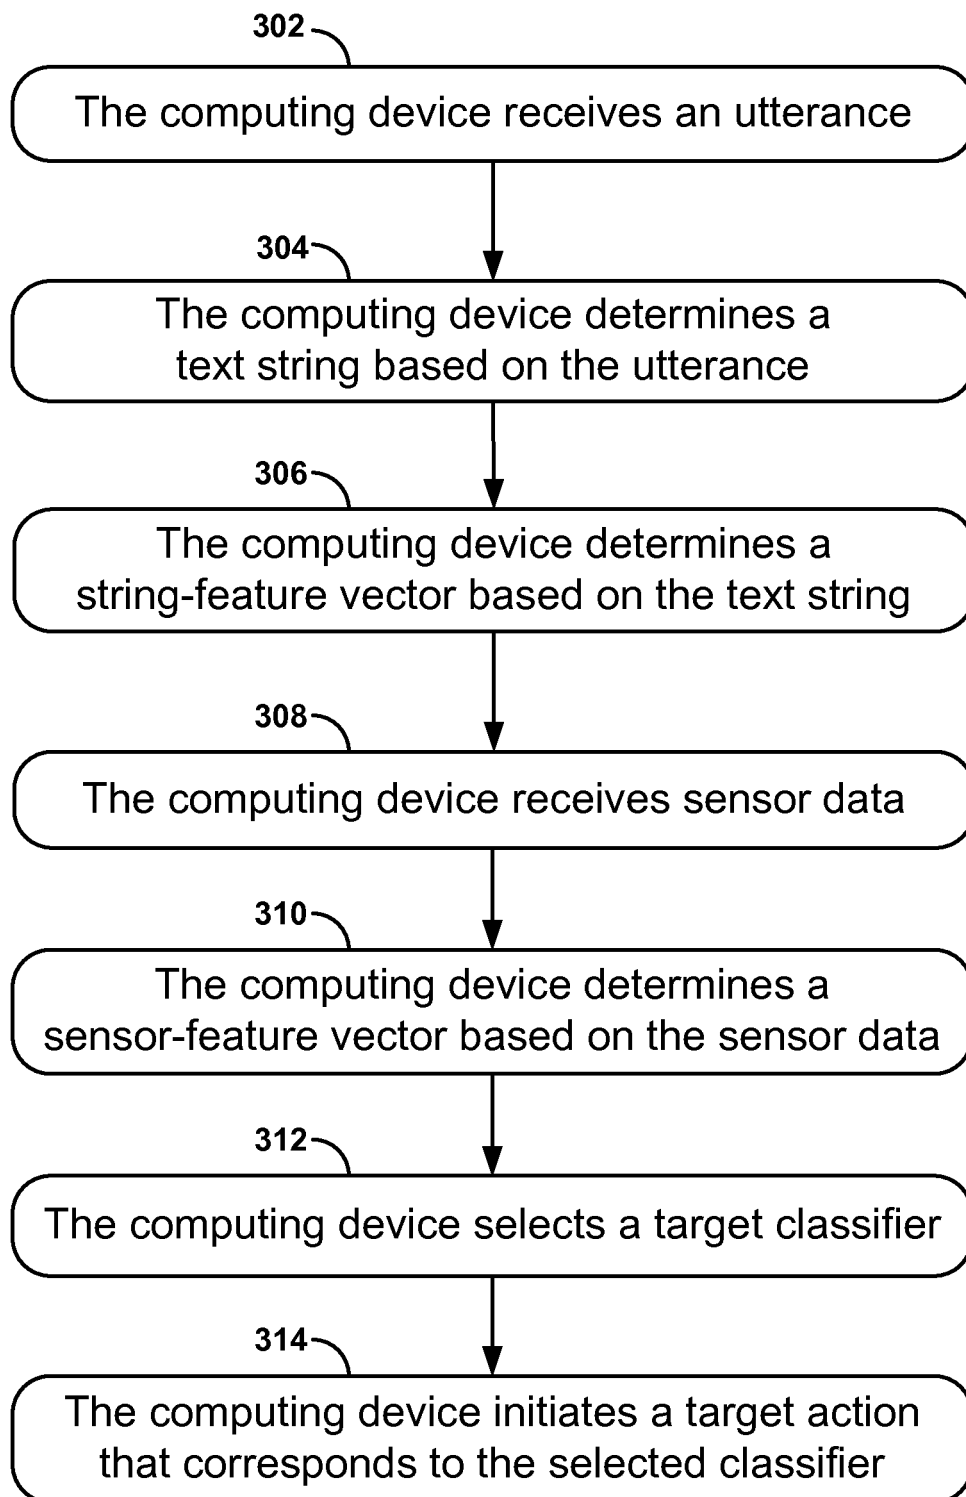 302
The computing device receives an utterance
304
The computing device determines a
text string based on the utterance
306
The computing device determines a
string-feature vector based on the text string
308
The computing device receives sensor data
310
The computing device determines a
sensor-feature vector based on the sensor data
312
The computing device selects a target classifier
314
The computing device initiates a target action
that corresponds to the selected classifier